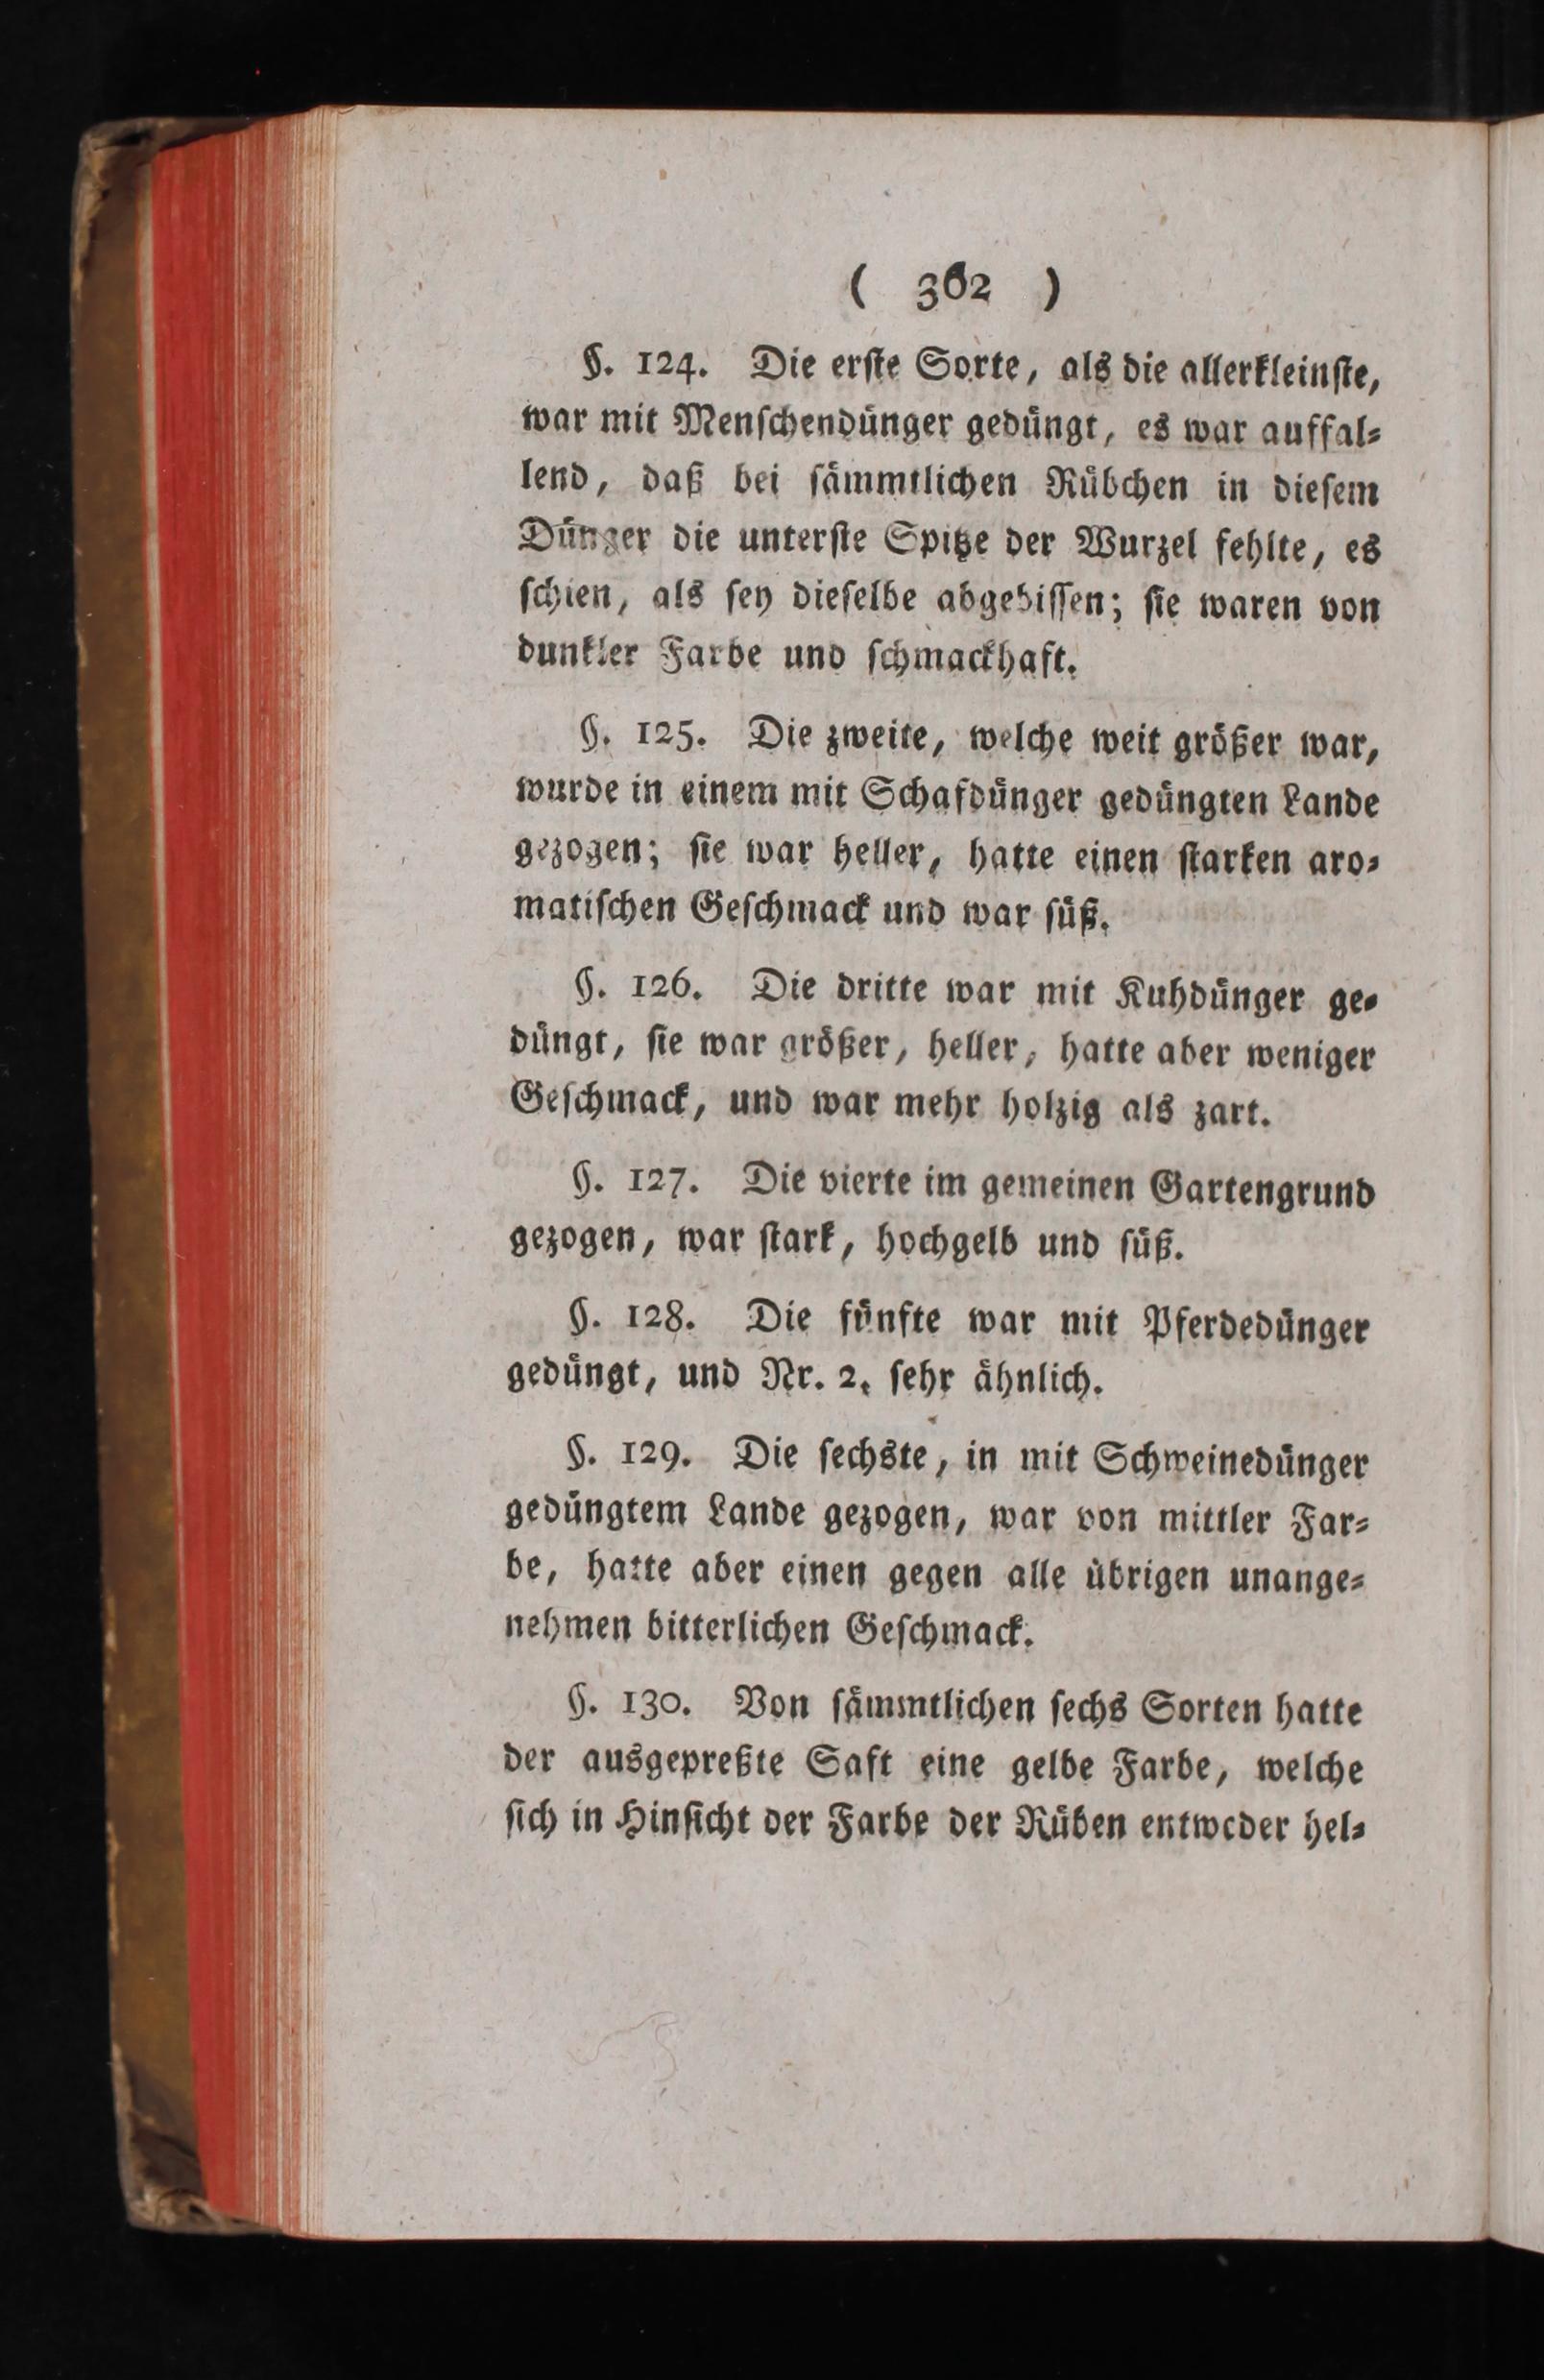 ( 362 )
§. 124. Die erſte Sorte, als die allerkleinſte,
war mit Menſchendünger gedüngt, es war auffal⸗
lend, daß bei ſämmtlichen Rübchen in dieſem
Dünger die unterſte Spitze der Wurzel fehlte, es
ſchien, als ſey dieſelbe abgebiſſen; ſie waren von
dunkler Farbe und ſchmackhaft.
§. 125. Die zweite, welche weit größer war,
wurde in einem mit Schafdünger gedüngten Lande
gezogen; ſie war heller, hatte einen ſtarken aro⸗
matiſchen Geſchmack und war ſüß.
§. 126. Die dritte war mit Kuhdünger ge⸗
düngt, ſie war größer, heller, hatte aber weniger
Geſchmack, und war mehr holzig als zart.
§. 127. Die vierte im gemeinen Gartengrund
gezogen, war ſtark, hochgelb und ſüß.
§. 128. Die fünfte war mit Pferdedünger
gedüngt, und Nr. 2. ſehr ähnlich.
§. 129. Die ſechste, in mit Schweinedünger
gedüngtem Lande gezogen, war von mittler Far⸗
be, hatte aber einen gegen alle übrigen unange⸗
nehmen bitterlichen Geſchmack.
§. 130. Von ſämmtlichen ſechs Sorten hatte
der ausgepreßte Saft eine gelbe Farbe, welche
ſich in Hinſicht der Farbe der Rüben entweder hel⸗